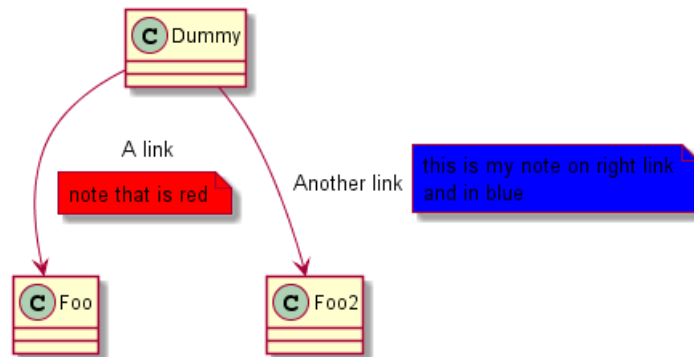 C Dummy
A link
note that is red
Another link
this is my note on right link
and in blue
C Foo
C Foo2